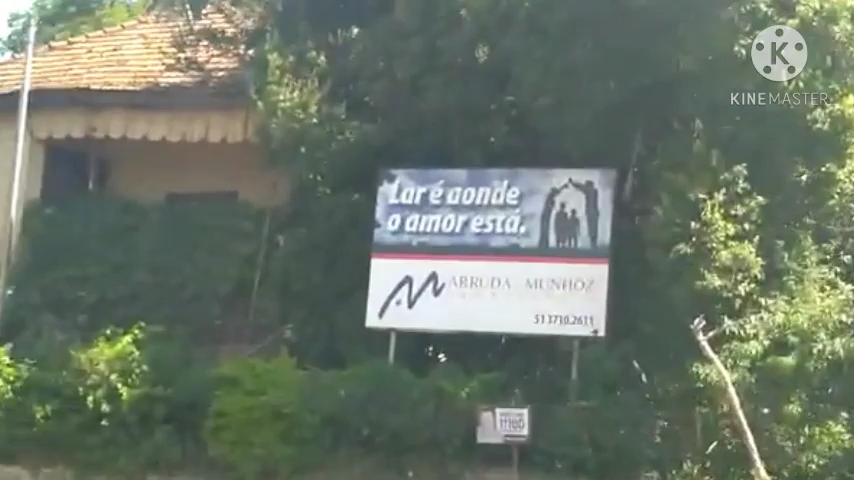 KINEMASTER
Lar é aonde
o amor está.
ARRUDA MUNHOZ
51 3710.2611